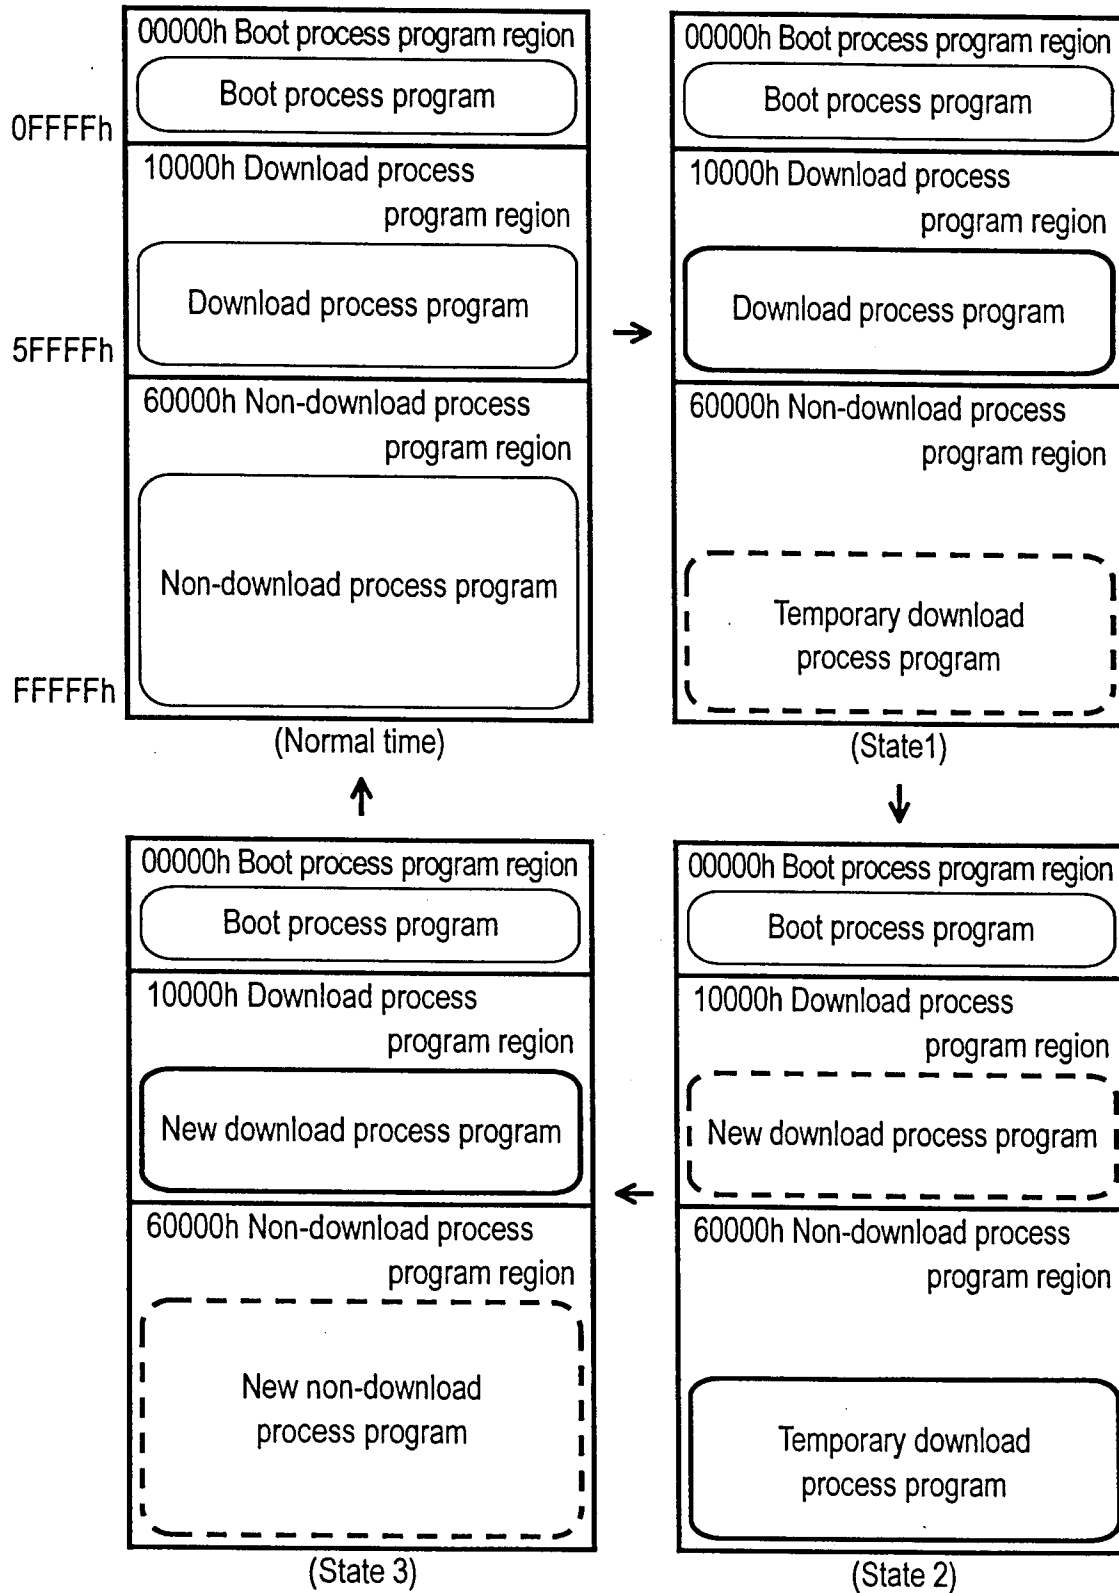 00000h Boot process program region
Boot process program
0FFFFh
10000h Download process
program region
Download process program
5FFFFh
60000h Non-download process
program region
Non-download process program
FFFFFh
(Normal time)
00000h Boot process program region
Boot process program
10000h Download process
program region
Download process program
60000h Non-download process
program region
Temporary download
process program
(State1)
00000h Boot process program region
Boot process program
10000h Download process
program region
New download process program
60000h Non-download process
program region
New non-download
process program
(State 3)
00000h Boot process program region
Boot process program
10000h Download process
program region
New download process program
60000h Non-download process
program region
Temporary download
process program
(State 2)